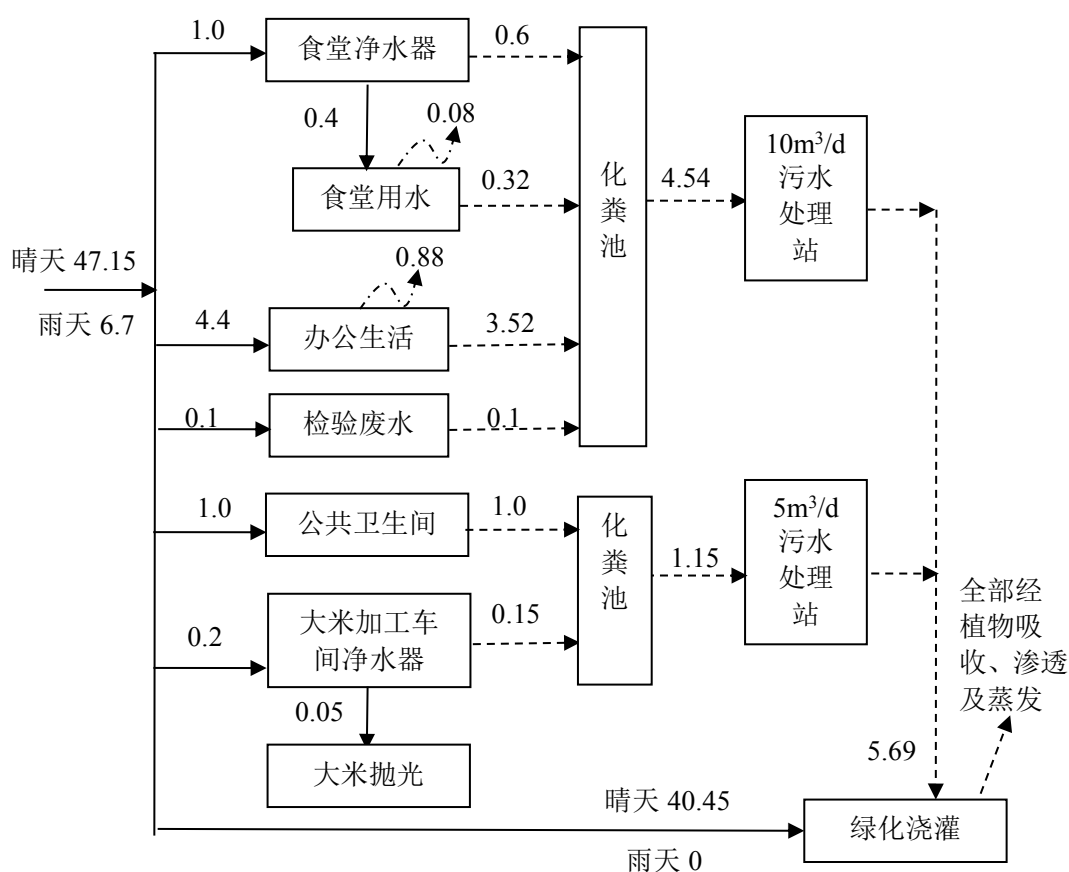 1.0
食堂净水器
0.6
0.4
0.08
食堂用水
0.32
化
粪
池
4.54
10m³/d
污水
处理
站
晴天 47.15
雨天 6.7
0.88
4.4
办公生活
3.52
0.1
检验废水
0.1
1.0
公共卫生间
1.0
化
粪
池
1.15
5m³/d
污水
处理
站
0.2
大米加工车
间净水器
0.15
0.05
大米抛光
全部经
植物吸
收、渗透
及蒸发
5.69
晴天 40.45
雨天 0
绿化浇灌